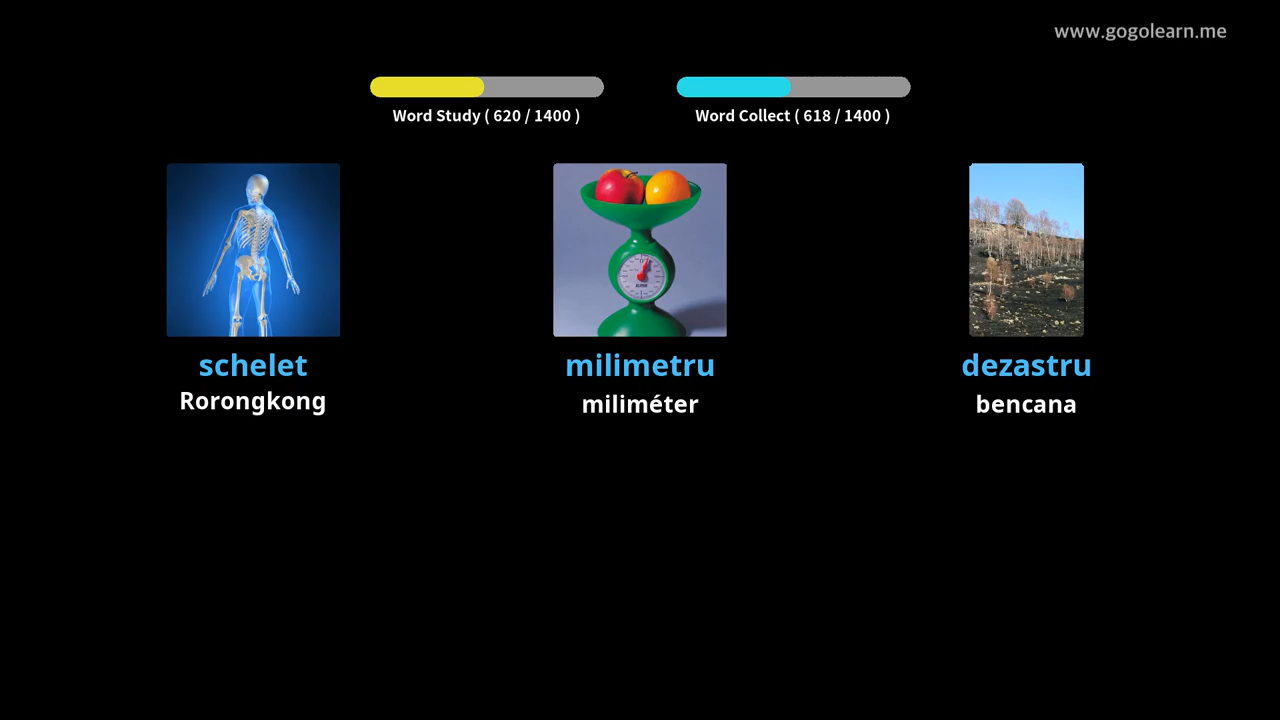 www.gogolearn.me
Word Study ( 620 / 1400 )
Word Collect ( 618 / 1400 )
schelet
Rorongkong
milimetru
miliméter
dezastru
bencana